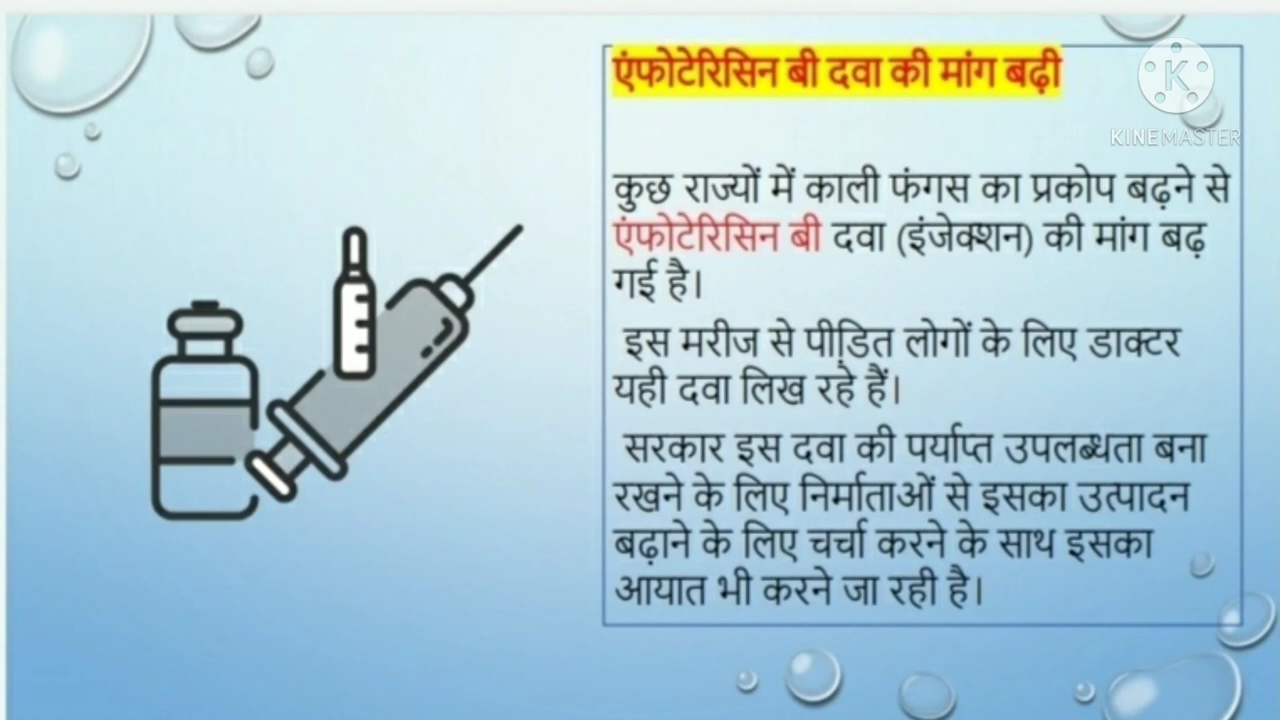 एंफोटेरिसिन बी दवा की मांग बढ़ी
KINEMASTER
कुछ राज्यों में काली फंगस का प्रकोप बढ़ने से
एंफोटेरिसिन बी दवा (इंजेक्शन) की मांग बढ़
गई है।
इस मरीज से पीड़ित लोगों के लिए डाक्टर
यही दवा लिख रहे हैं।
सरकार इस दवा की पर्याप्त उपलब्धता बना
रखने के लिए निर्माताओं से इसका उत्पादन
बढ़ाने के लिए चर्चा करने के साथ इसका
आयात भी करने जा रही है।